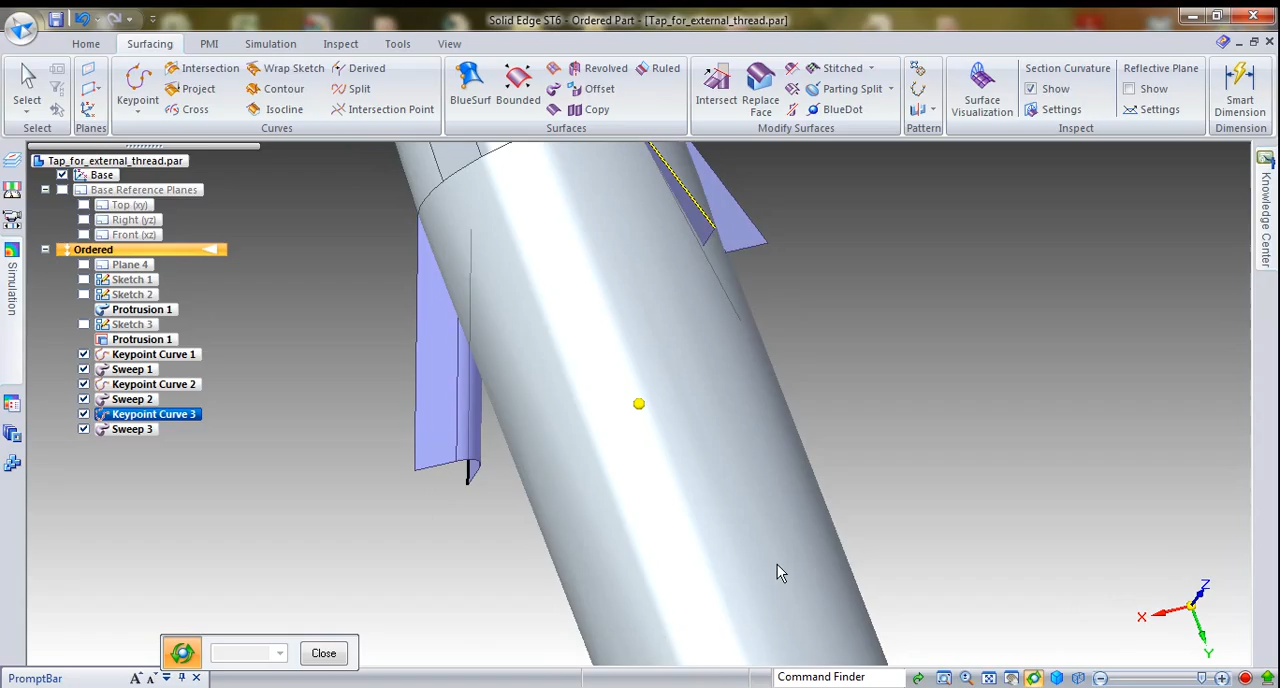 Solid Edge ST6 - Ordered Part - [Tap_for_external_thread.par]
Home Surfacing PMI Simulation Inspect Tools View
Select
Select
Planes
Keypoint
Intersection
Project
Cross
Wrap Sketch
Contour
Isocline
Derived
Split
Intersection Point
Curves
BlueSurf
Bounded
Revolved
Offset
Copy
Ruled
Surfaces
Intersect
Replace Face
Stitched
Parting Split
BlueDot
Modify Surfaces
Pattern
Surface Visualization
Section Curvature
Show
Settings
Reflective Plane
Show
Settings
Inspect
Smart Dimension
Dimension
Tap_for_external_thread.par
Base
Base Reference Planes
Top (xy)
Right (yz)
Front (xz)
Ordered
Plane 4
Sketch 1
Sketch 2
Protrusion 1
Sketch 3
Protrusion 1
Keypoint Curve 1
Sweep 1
Keypoint Curve 2
Sweep 2
Keypoint Curve 3
Sweep 3
Simulation
Knowledge Center
X
Y
Z
Close
PromptBar
A A
Command Finder